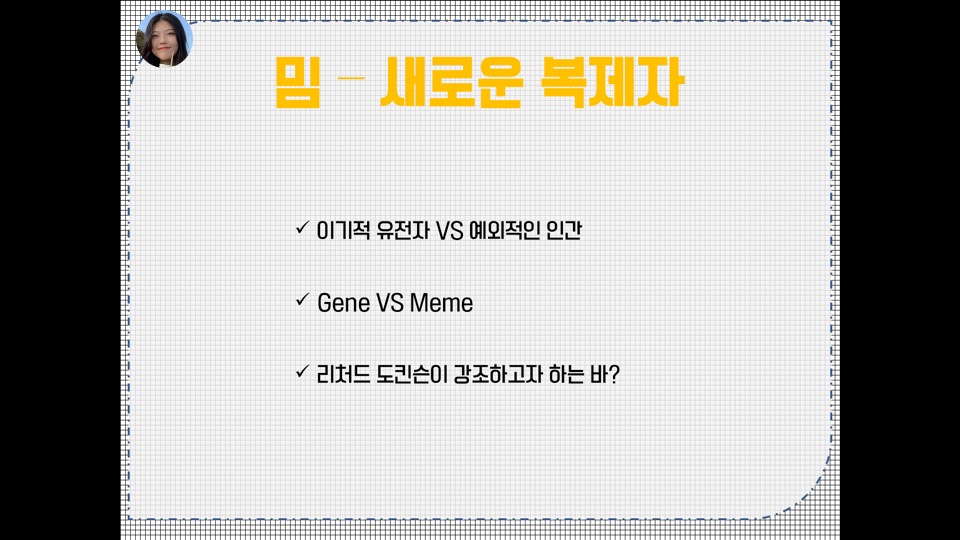 밈 – 새로운 복제자
✓ 이기적 유전자 VS 예외적인 인간
✓ Gene VS Meme
✓ 리처드 도킨슨이 강조하고자 하는 바?